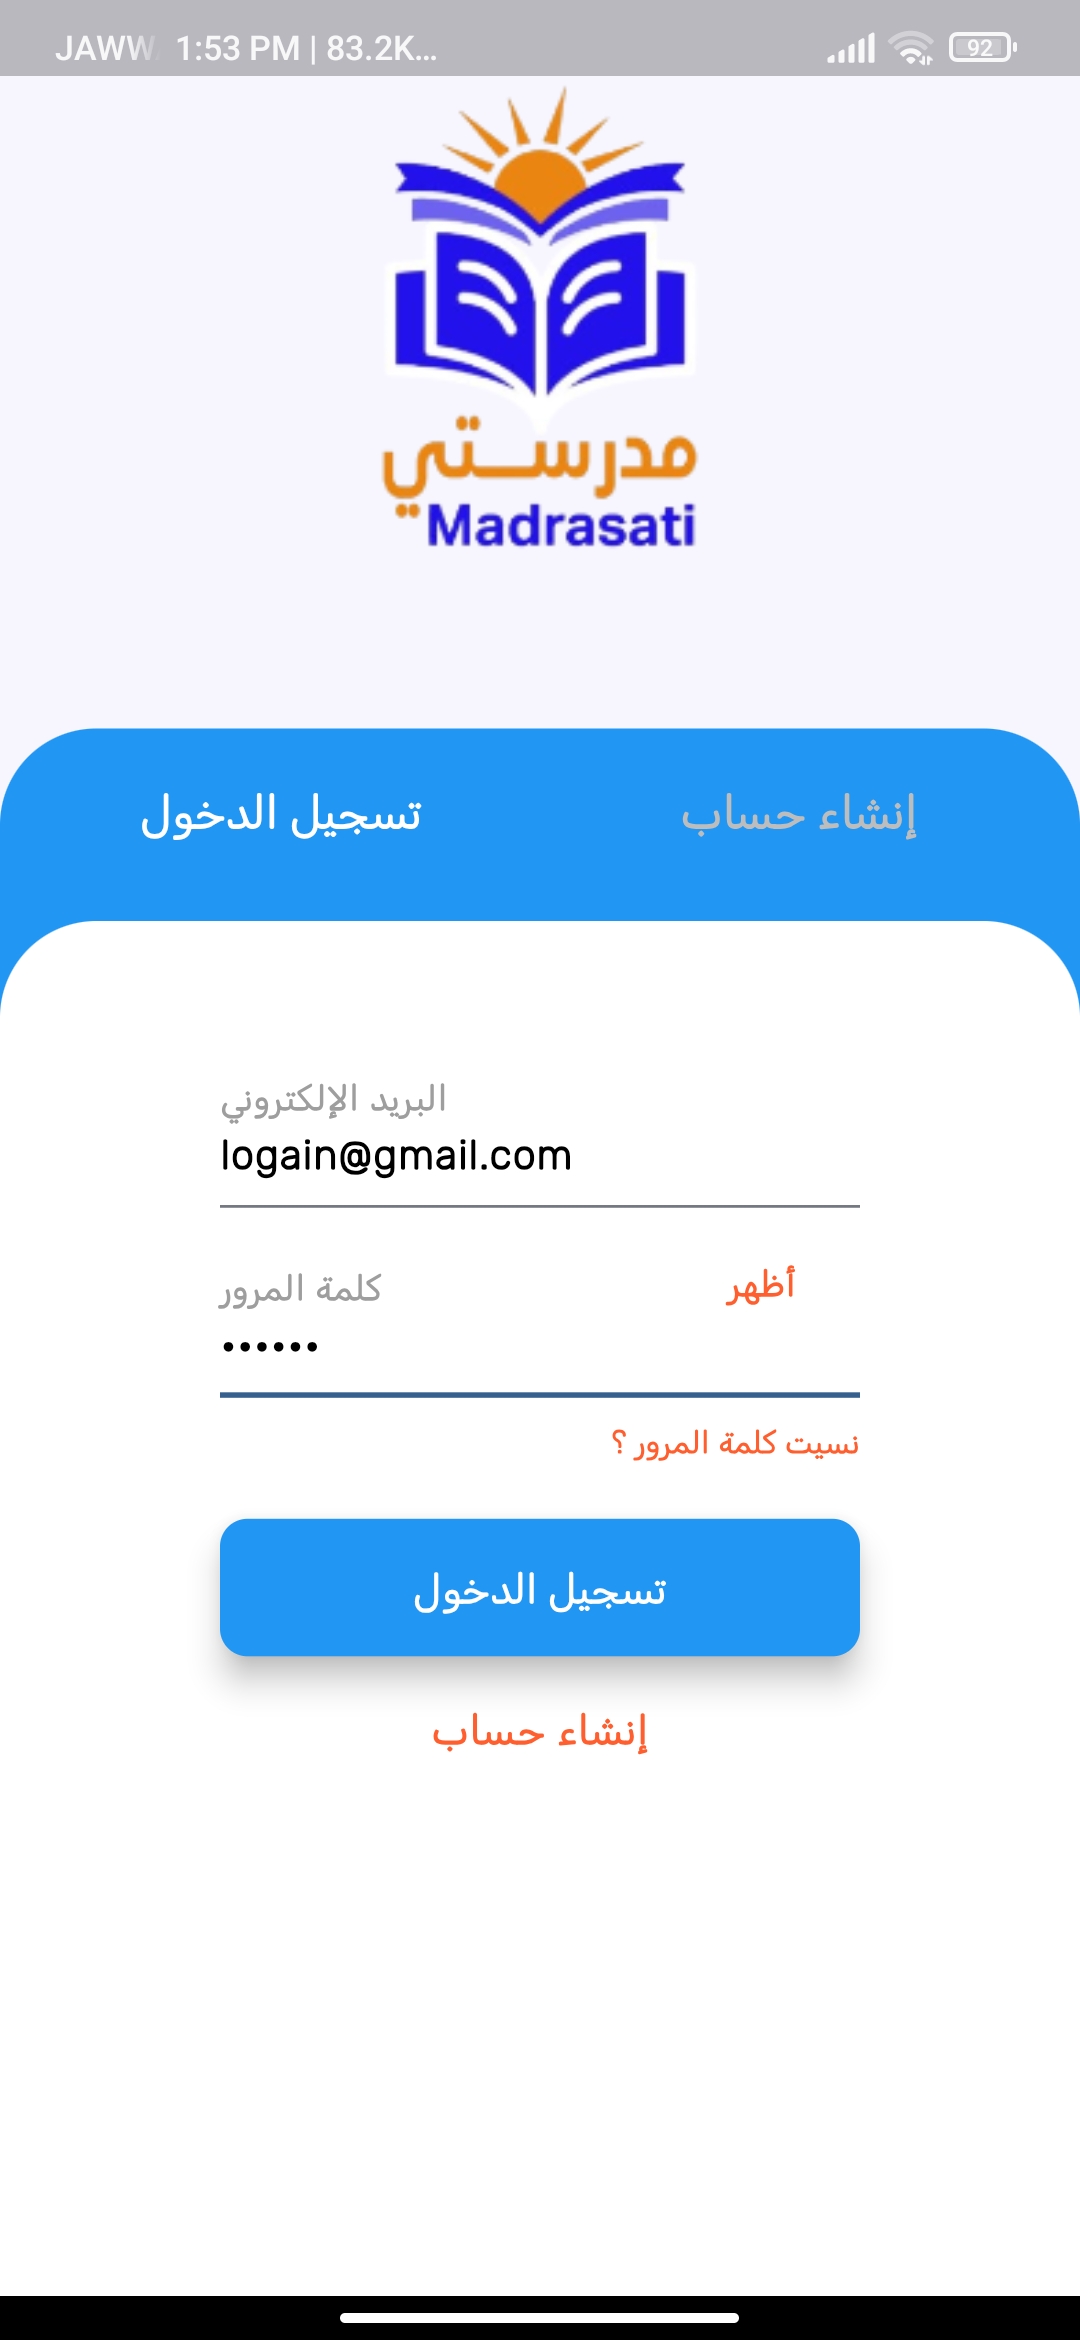 JAWW 1:53 PM | 83.2K... 92
مدرستي
Madrasati
تسجيل الدخول إنشاء حساب
البريد الإلكتروني
logain@gmail.com
كلمة المرور أظهر
••••••
نسيت كلمة المرور ؟
تسجيل الدخول
إنشاء حساب